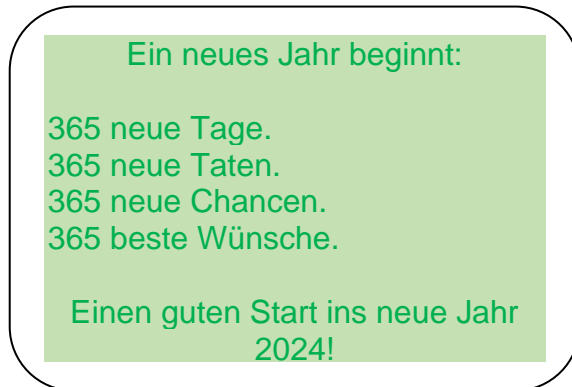 Ein neues Jahr beginnt:
365 neue Tage.
365 neue Taten.
365 neue Chancen.
365 beste Wünsche.
Einen guten Start ins neue Jahr
2024!